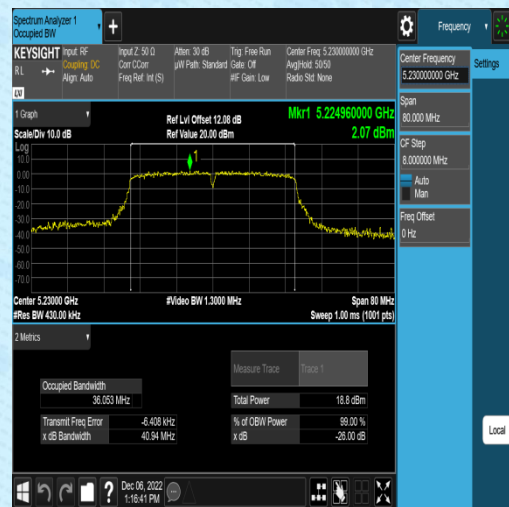 Spectrum Analyzer 1
Occupied BW
+
Frequency
KEYSIGHT
Input: RF
Input Z: 50 Ω
Atten: 30 dB
Trig: Free Run
Center Freq: 5.230000000 GHz
R L
Coupling: DC
Corr CCorr
µW Path: Standard
Gate: Off
Avg|Hold: 50/50
Align: Auto
Freq Ref: Int (S)
#IF Gain: Low
Radio Std: None
LXI
Center Frequency
5.230000000 GHz
Settings
Span
80.000 MHz
CF Step
8.000000 MHz
Auto
Man
Freq Offset
0 Hz
Local
1 Graph
Ref Lvl Offset 12.08 dB
Mkr1 5.224960000 GHz
Scale/Div 10.0 dB
Ref Value 20.00 dBm
2.07 dBm
Log
10.0
0.00
-10.0
-20.0
-30.0
-40.0
-50.0
-60.0
-70.0
1
Center 5.23000 GHz
#Video BW 1.3000 MHz
Span 80 MHz
#Res BW 430.00 kHz
Sweep 1.00 ms (1001 pts)
2 Metrics
Measure Trace
Trace 1
Occupied Bandwidth
36.053 MHz
Total Power
18.8 dBm
Transmit Freq Error
-6.408 kHz
% of OBW Power
99.00 %
x dB Bandwidth
40.94 MHz
x dB
-26.00 dB
?
Dec 06, 2022
1:16:41 PM